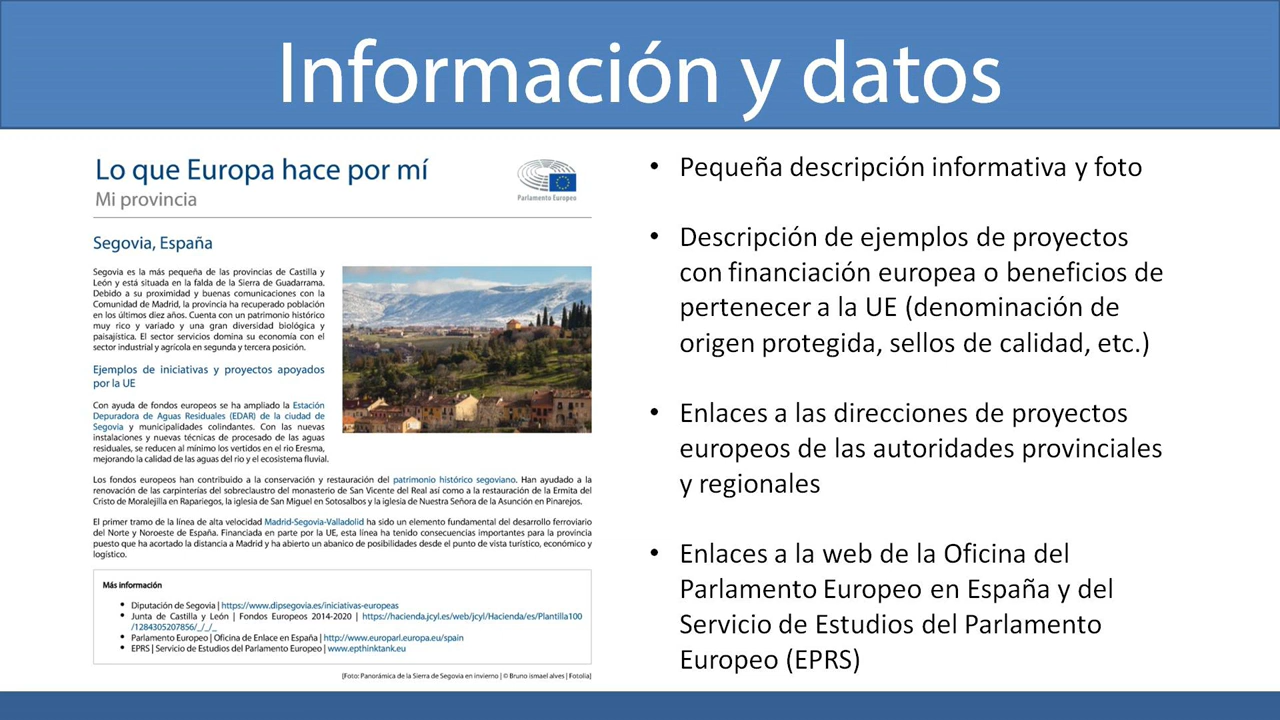 Información y datos
Lo que Europa hace por mí
Mi provincia
Parlamento Europeo
Segovia, España
Segovia es la más pequeña de las provincias de Castilla y
León y está situada en la falda de la Sierra de Guadarrama.
Debido a su proximidad y buenas comunicaciones con la
Comunidad de Madrid, la provincia ha recuperado población
en los últimos diez años. Cuenta con un patrimonio histórico
muy rico y variado y una gran diversidad biológica y
paisajística. El sector servicios domina su economía con el
sector industrial y agrícola en segunda y tercera posición.
Ejemplos de iniciativas y proyectos apoyados
por la UE
Con ayuda de fondos europeos se ha ampliado la Estación
Depuradora de Aguas Residuales (EDAR) de la ciudad de
Segovia y municipalidades colindantes. Con las nuevas
instalaciones y nuevas técnicas de procesado de las aguas
residuales, se reducen al mínimo los vertidos en el río Eresma,
mejorando la calidad de las aguas del río y el ecosistema fluvial.
Los fondos europeos han contribuido a la conservación y restauración del patrimonio histórico segoviano. Han ayudado a la
renovación de las carpinterías del sobreclaustro del monasterio de San Vicente del Real así como a la restauración de la Ermita del
Cristo de Moralejilla en Rapariegos, la iglesia de San Miguel en Sotosalbos y la iglesia de Nuestra Señora de la Asunción en Pinarejos.
El primer tramo de la línea de alta velocidad Madrid-Segovia-Valladolid ha sido un elemento fundamental del desarrollo ferroviario
del Norte y Noroeste de España. Financiada en parte por la UE, esta línea ha tenido consecuencias importantes para la provincia
puesto que ha acortado la distancia a Madrid y ha abierto un abanico de posibilidades desde el punto de vista turístico, económico y
logístico.
Más información
• Diputación de Segovia | https://www.dipsegovia.es/iniciativas-europeas
• Junta de Castilla y León | Fondos Europeos 2014-2020 | https://hacienda.jcyl.es/web/jcyl/Hacienda/es/Plantilla100
/1284305207856/_/_/_
• Parlamento Europeo | Oficina de Enlace en España | http://www.europarl.europa.eu/spain
• EPRS | Servicio de Estudios del Parlamento Europeo | www.epthinktank.eu
[Foto: Panorámica de la Sierra de Segovia en invierno | © Bruno ismael alves | Fotolia]
• Pequeña descripción informativa y foto
• Descripción de ejemplos de proyectos
con financiación europea o beneficios de
pertenecer a la UE (denominación de
origen protegida, sellos de calidad, etc.)
• Enlaces a las direcciones de proyectos
europeos de las autoridades provinciales
y regionales
• Enlaces a la web de la Oficina del
Parlamento Europeo en España y del
Servicio de Estudios del Parlamento
Europeo (EPRS)